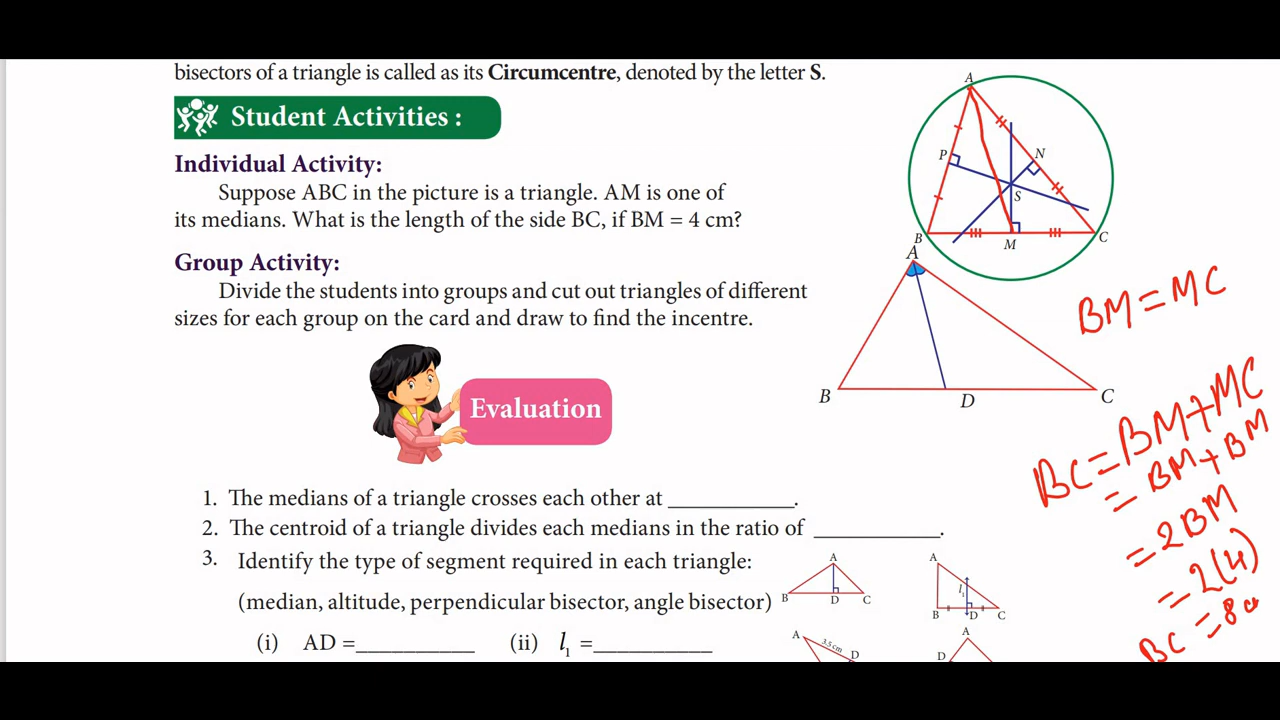 bisectors of a triangle is called as its Circumcentre, denoted by the letter S.
Student Activities :
Individual Activity:
Suppose ABC in the picture is a triangle. AM is one of
its medians. What is the length of the side BC, if BM = 4 cm?
Group Activity:
Divide the students into groups and cut out triangles of different
sizes for each group on the card and draw to find the incentre.
Evaluation
1. The medians of a triangle crosses each other at ___________.
2. The centroid of a triangle divides each medians in the ratio of ___________.
3. Identify the type of segment required in each triangle:
(median, altitude, perpendicular bisector, angle bisector)
(i) AD =__________ (ii) l₁ =__________
A
P
N
S
B
M
C
A
B
D
C
BM = MC
BC = BM + MC
= BM + BM
= 2BM
= 2(4)
BC = 8
A
B
D
C
A
l₁
B
D
C
A
3.5 cm
D
A
D